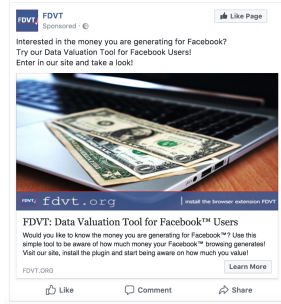 FDVT
Sponsored ·
Like Page
FDVT
Interested in the money you are generating for Facebook?
Try our Data Valuation Tool for Facebook Users!
Enter in our site and take a look!
FDVT
fdvt.org
install the browser extension FDVT
FDVT: Data Valuation Tool for Facebook™ Users
Would you like to know the money you are generating for Facebook™? Use this
simple tool to be aware of how much money your Facebook™ browsing generates!
Visit our site, install the plugin and start being aware on how much you value!
FDVT.ORG
Learn More
Like Comment Share